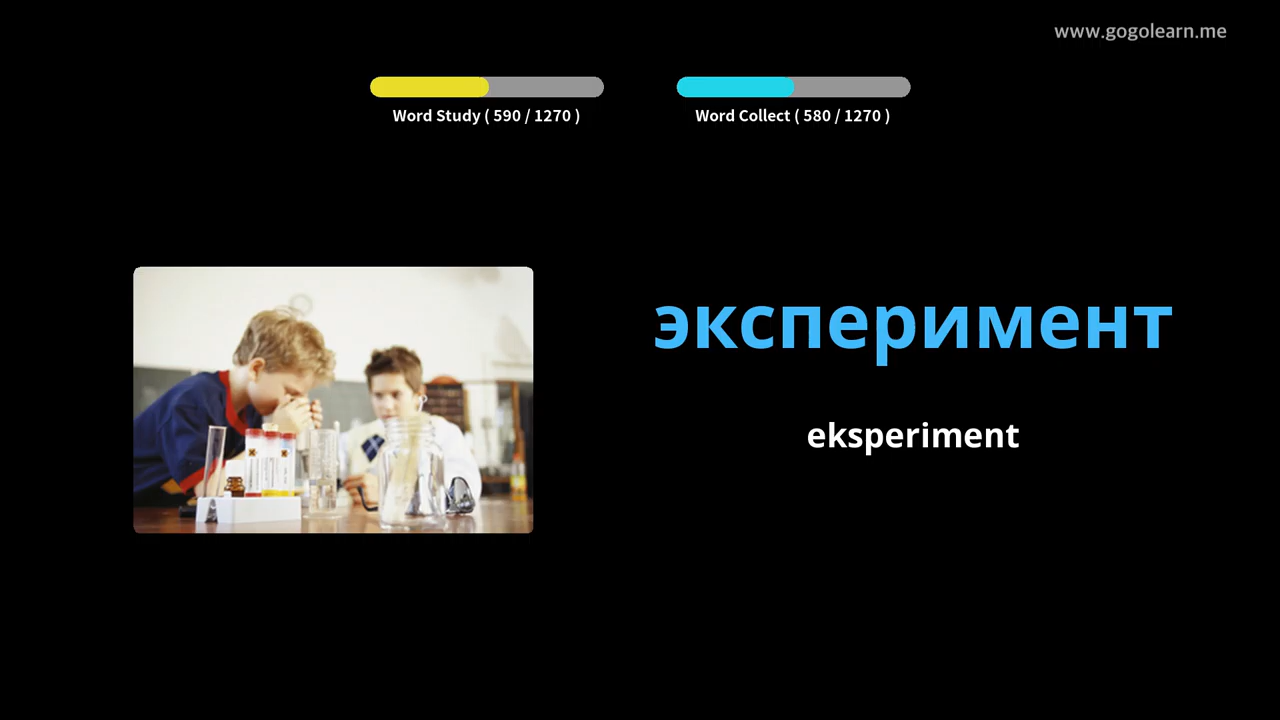 www.gogolearn.me
Word Study ( 590 / 1270 )
Word Collect ( 580 / 1270 )
эксперимент
eksperiment